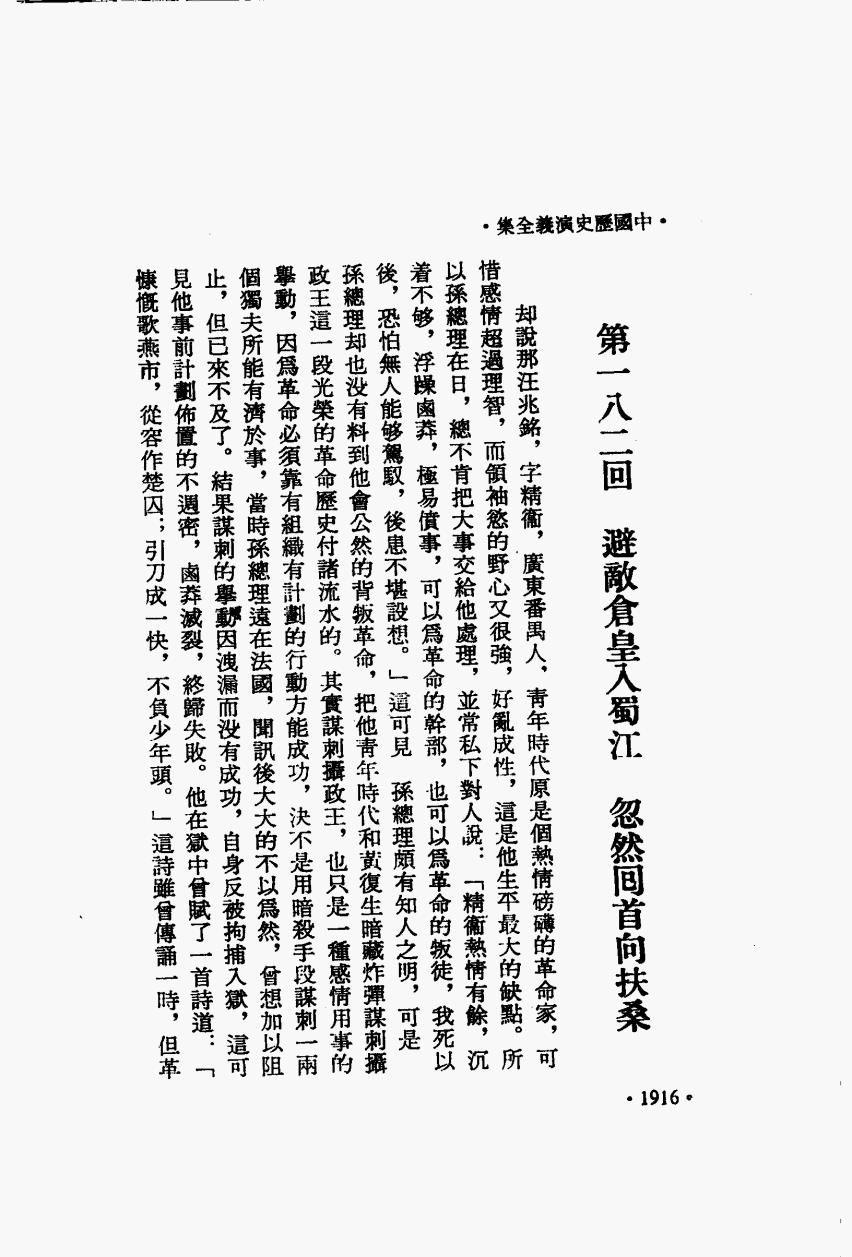 ・中國歷史演義全集・
第一八二回　避敵倉皇入蜀江　忽然回首向扶桑
却說那汪兆銘，字精衞，廣東番禺人，青年時代原是個熱情磅礴的革命家，可
惜感情超過理智，而領袖慾的野心又很強，好亂成性，這是他生平最大的缺點。所
以孫總理在日，總不肯把大事交給他處理，並常私下對人說：「精衞熱情有餘，沉
着不够，浮躁鹵莽，極易僨事，可以爲革命的幹部，也可以爲革命的叛徒，我死以
後，恐怕無人能够駕馭，後患不堪設想。」這可見　孫總理頗有知人之明，可是
孫總理却也没有料到他會公然的背叛革命，把他青年時代和黃復生暗藏炸彈謀刺攝
政王這一段光榮的革命歷史付諸流水的。其實謀刺攝政王，也只是一種感情用事的
舉動，因爲革命必須靠有組織有計劃的行動方能成功，決不是用暗殺手段謀刺一兩
個獨夫所能有濟於事，當時孫總理遠在法國，聞訊後大大的不以爲然，曾想加以阻
止，但已來不及了。結果謀刺的舉動因洩漏而没有成功，自身反被拘捕入獄，這可
見他事前計劃佈置的不週密，鹵莽滅裂，終歸失敗。他在獄中曾賦了一首詩道：「
慷慨歌燕市，從容作楚囚；引刀成一快，不負少年頭。」這詩雖曾傳誦一時，但革
・1916・